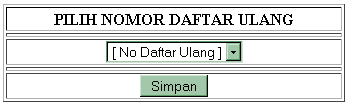 PILIH NOMOR DAFTAR ULANG
[ No Daftar Ulang ]
Simpan